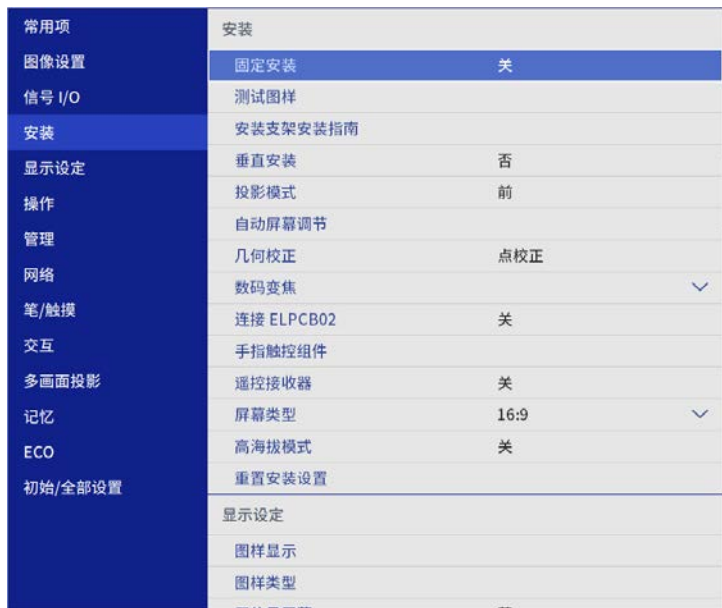 常用项
图像设置
信号 I/O
安装
显示设定
操作
管理
网络
笔/触摸
交互
多画面投影
记忆
ECO
初始/全部设置
安装
固定安装 关
测试图样
安装支架安装指南
垂直安装 否
投影模式 前
自动屏幕调节
几何校正 点校正
数码变焦
连接 ELPCB02 关
手指触控组件
遥控接收器 关
屏幕类型 16:9
高海拔模式 关
重置安装设置
显示设定
图样显示
图样类型